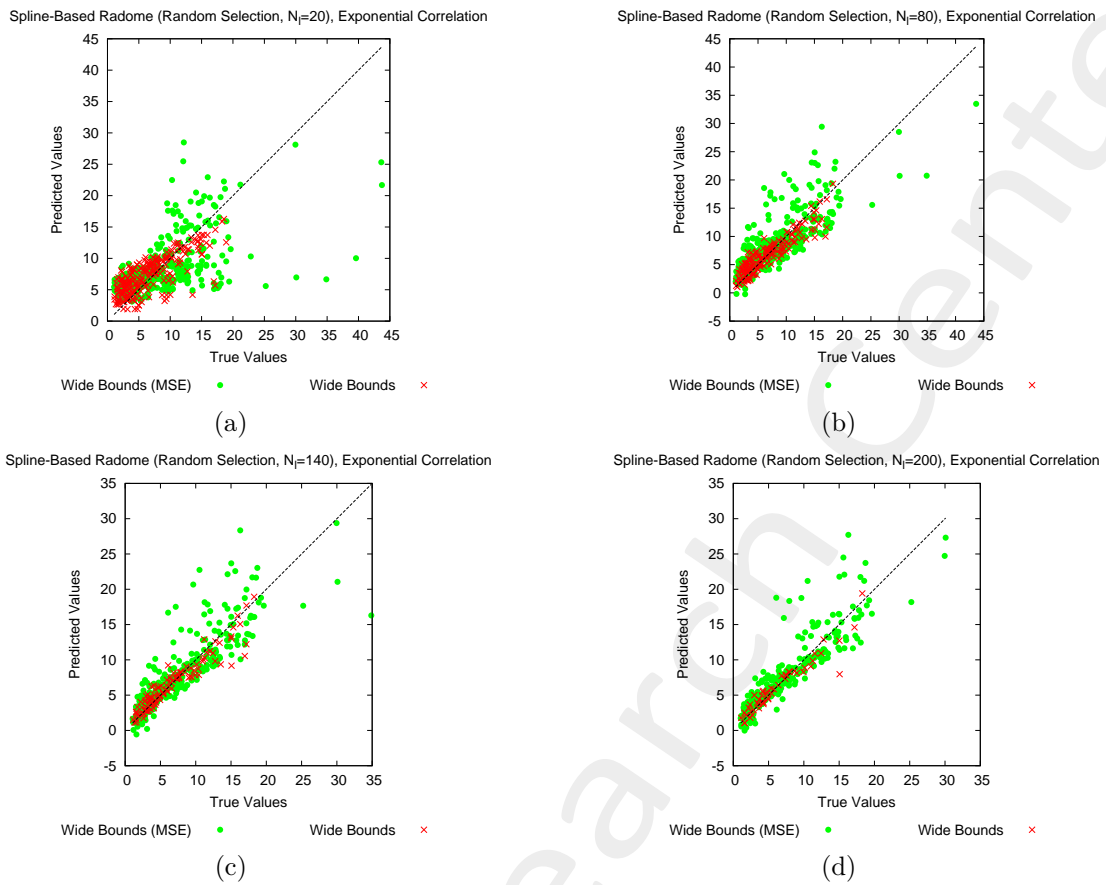 Spline-Based Radome (Random Selection, Nₗ=20), Exponential Correlation
45
40
35
30
25
20
15
10
5
0
Predicted Values
0 5 10 15 20 25 30 35 40 45
True Values
Wide Bounds (MSE) Wide Bounds
(a)
Spline-Based Radome (Random Selection, Nₗ=80), Exponential Correlation
45
40
35
30
25
20
15
10
5
0
-5
Predicted Values
0 5 10 15 20 25 30 35 40 45
True Values
Wide Bounds (MSE) Wide Bounds
(b)
Spline-Based Radome (Random Selection, Nₗ=140), Exponential Correlation
35
30
25
20
15
10
5
0
-5
Predicted Values
0 5 10 15 20 25 30 35
True Values
Wide Bounds (MSE) Wide Bounds
(c)
Spline-Based Radome (Random Selection, Nₗ=200), Exponential Correlation
35
30
25
20
15
10
5
0
-5
Predicted Values
0 5 10 15 20 25 30 35
True Values
Wide Bounds (MSE) Wide Bounds
(d)